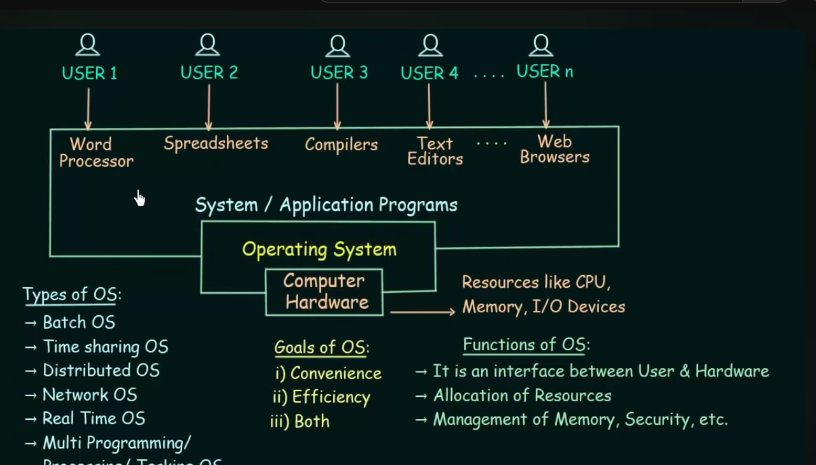 USER 1 USER 2 USER 3 USER 4 .... USER n
Word Processor
Spreadsheets
Compilers
Text Editors
....
Web Browsers
System / Application Programs
Operating System
Computer
Hardware
Resources like CPU,
Memory, I/O Devices
Types of OS:
→ Batch OS
→ Time sharing OS
→ Distributed OS
→ Network OS
→ Real Time OS
→ Multi Programming/
Processing/ Tasking OS
Goals of OS:
i) Convenience
ii) Efficiency
iii) Both
Functions of OS:
→ It is an interface between User & Hardware
→ Allocation of Resources
→ Management of Memory, Security, etc.